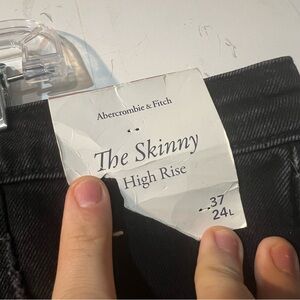 Abercrombie & Fitch
The Skinny
High Rise
37
24L